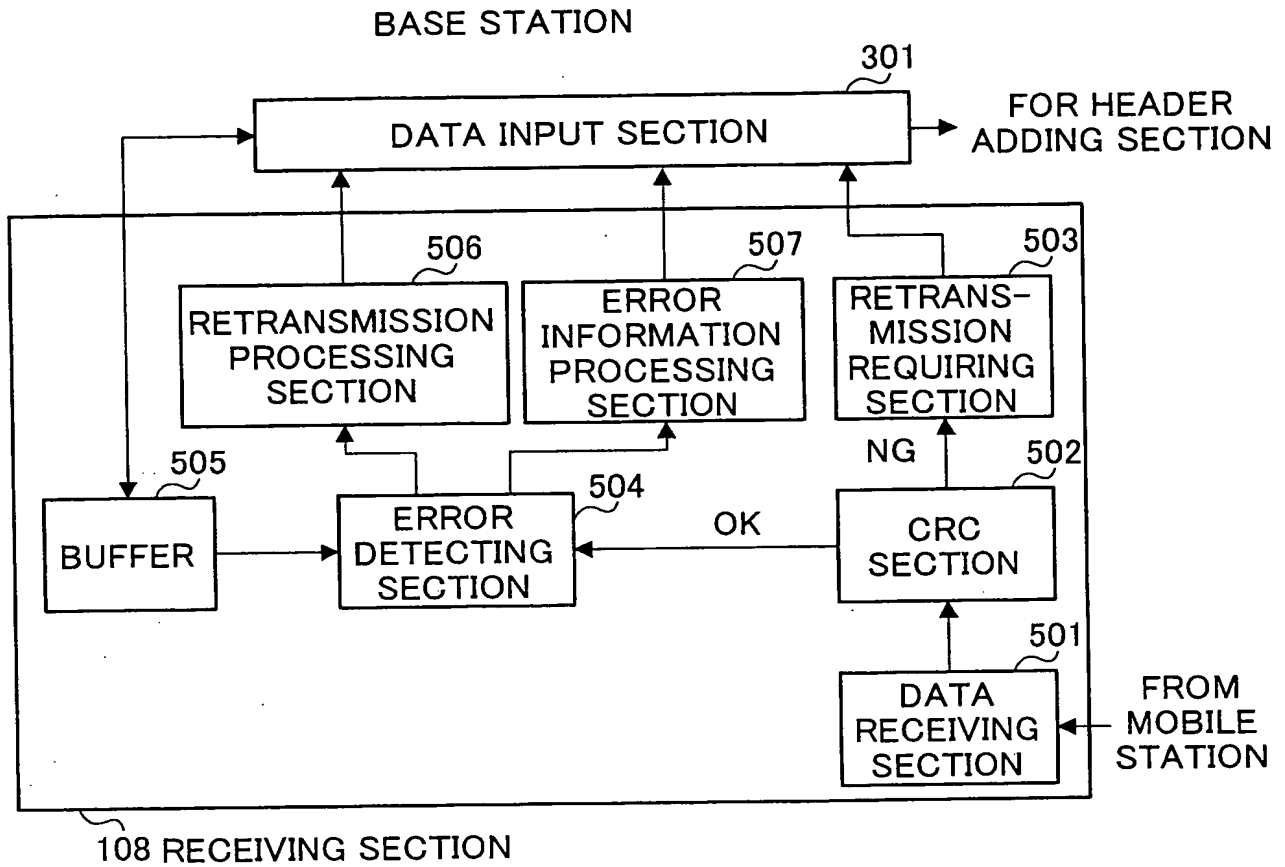 BASE STATION
301
DATA INPUT SECTION
FOR HEADER
ADDING SECTION
506
RETRANSMISSION
PROCESSING
SECTION
507
ERROR
INFORMATION
PROCESSING
SECTION
503
RETRANS-
MISSION
REQUIRING
SECTION
NG
505
BUFFER
504
ERROR
DETECTING
SECTION
OK
502
CRC
SECTION
501
DATA
RECEIVING
SECTION
FROM
MOBILE
STATION
108 RECEIVING SECTION